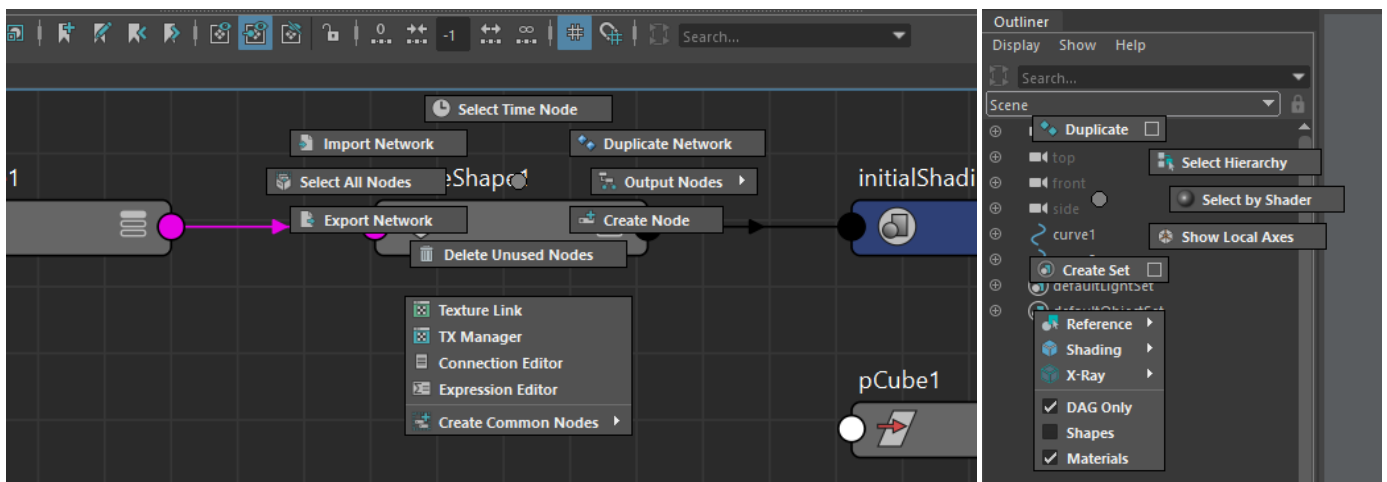 0
-1
∞
Search...
Select Time Node
Import Network
Duplicate Network
1
Select All Nodes
eShape1
Output Nodes
initialShadi
Export Network
Create Node
Delete Unused Nodes
Texture Link
TX Manager
Connection Editor
Expression Editor
Create Common Nodes
pCube1
Outliner
Display Show Help
Search...
Scene
Duplicate
top
Select Hierarchy
front
side
Select by Shader
curve1
Show Local Axes
Create Set
defaultLightSet
defaultObjectSet
Reference
Shading
X-Ray
DAG Only
Shapes
Materials